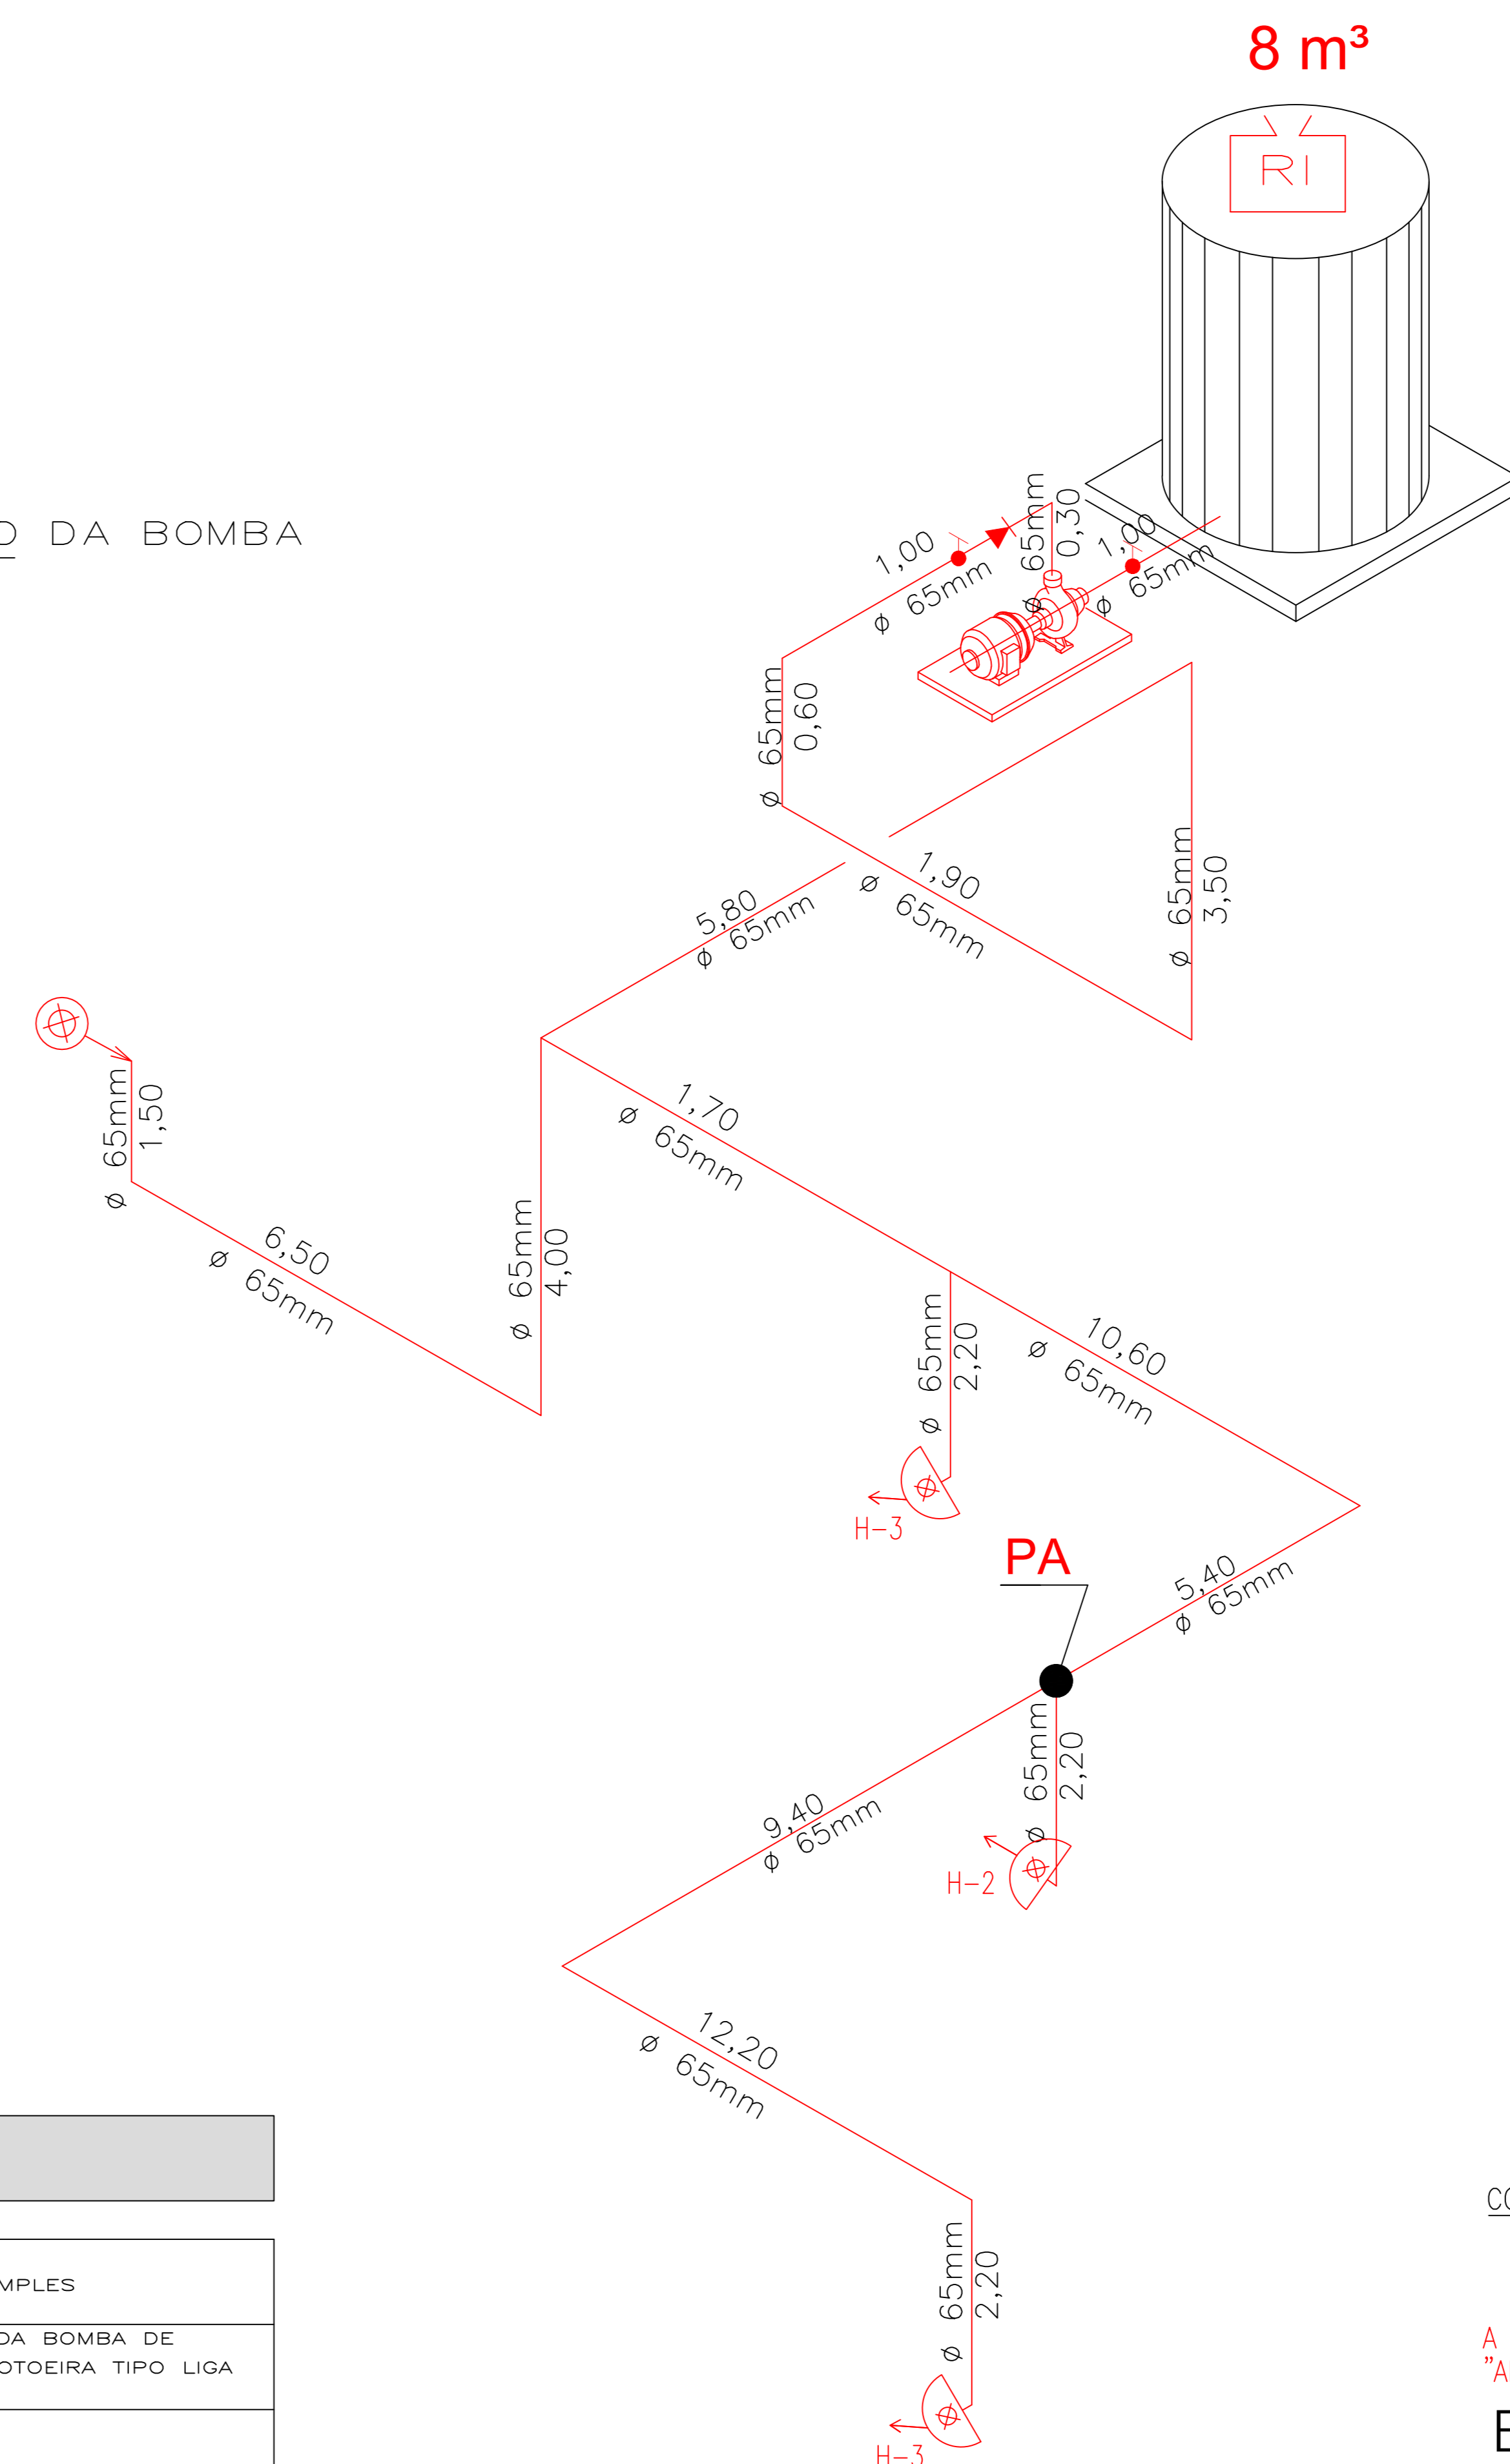 8 m³
RI
D DA BOMBA
ø 65mm
0,30
1,00
ø 65mm
1,00
ø 65mm
ø 65mm
0,60
1,90
ø 65mm
ø 65mm
3,50
5,80
ø 65mm
ø 65mm
1,50
6,50
ø 65mm
ø 65mm
4,00
1,70
ø 65mm
ø 65mm
2,20
H-3
10,60
ø 65mm
PA
5,40
ø 65mm
ø 65mm
2,20
H-2
9,40
ø 65mm
12,20
ø 65mm
ø 65mm
2,20
H-3
MPLES
DA BOMBA DE
OTOEIRA TIPO LIGA
A
"A